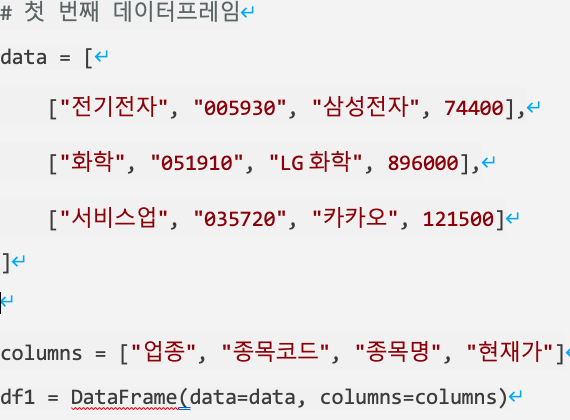 # 첫 번째 데이터프레임↵
data = [↵
    ["전기전자", "005930", "삼성전자", 74400],↵
    ["화학", "051910", "LG화학", 896000],↵
    ["서비스업", "035720", "카카오", 121500]↵
]↵
↵
columns = ["업종", "종목코드", "종목명", "현재가"]↵
df1 = DataFrame(data=data, columns=columns)↵